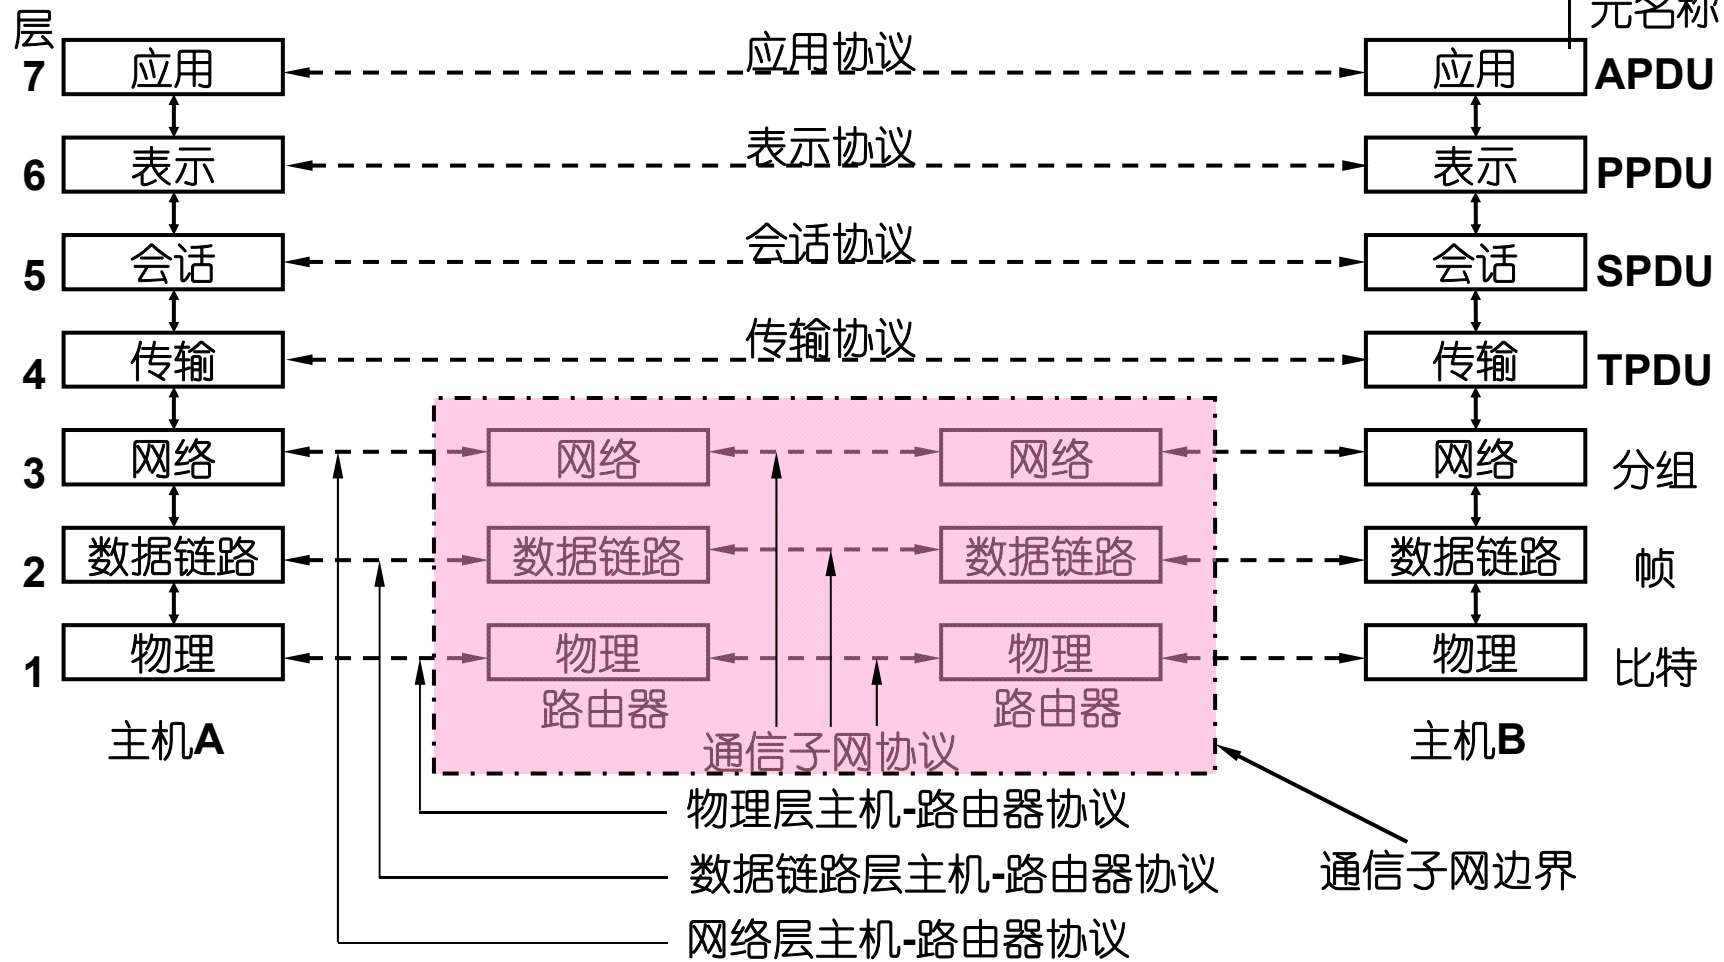 元名称
层
7 应用 应用协议 应用 APDU
6 表示 表示协议 表示 PPDU
5 会话 会话协议 会话 SPDU
4 传输 传输协议 传输 TPDU
3 网络 网络 网络 网络 分组
2 数据链路 数据链路 数据链路 数据链路 帧
1 物理 物理 物理 物理 比特
路由器 路由器
主机A 通信子网协议 主机B
物理层主机-路由器协议
数据链路层主机-路由器协议 通信子网边界
网络层主机-路由器协议